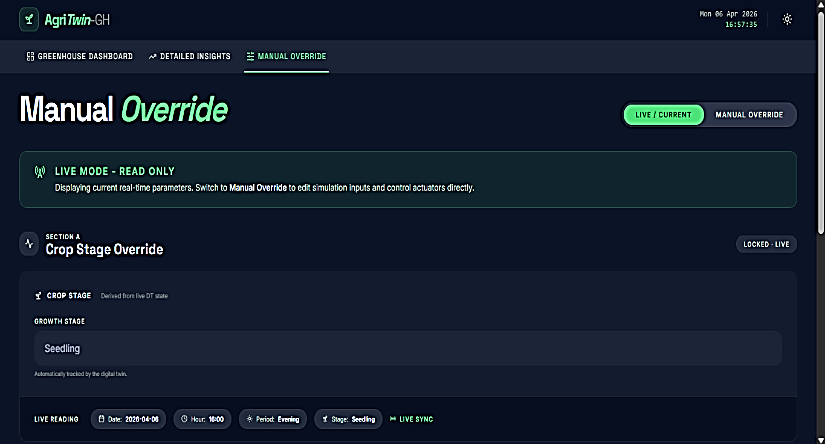 AgriTwin-GH
Mon 06 Apr 2026
16:57:35
GREENHOUSE DASHBOARD
DETAILED INSIGHTS
MANUAL OVERRIDE
Manual Override
LIVE / CURRENT
MANUAL OVERRIDE
LIVE MODE - READ ONLY
Displaying current real-time parameters. Switch to Manual Override to edit simulation inputs and control actuators directly.
SECTION A
Crop Stage Override
LOCKED · LIVE
CROP STAGE Derived from live DT state
GROWTH STAGE
Seedling
Automatically tracked by the digital twin.
LIVE READING
Date: 2026-04-06
Hour: 16:00
Period: Evening
Stage: Seedling
LIVE SYNC